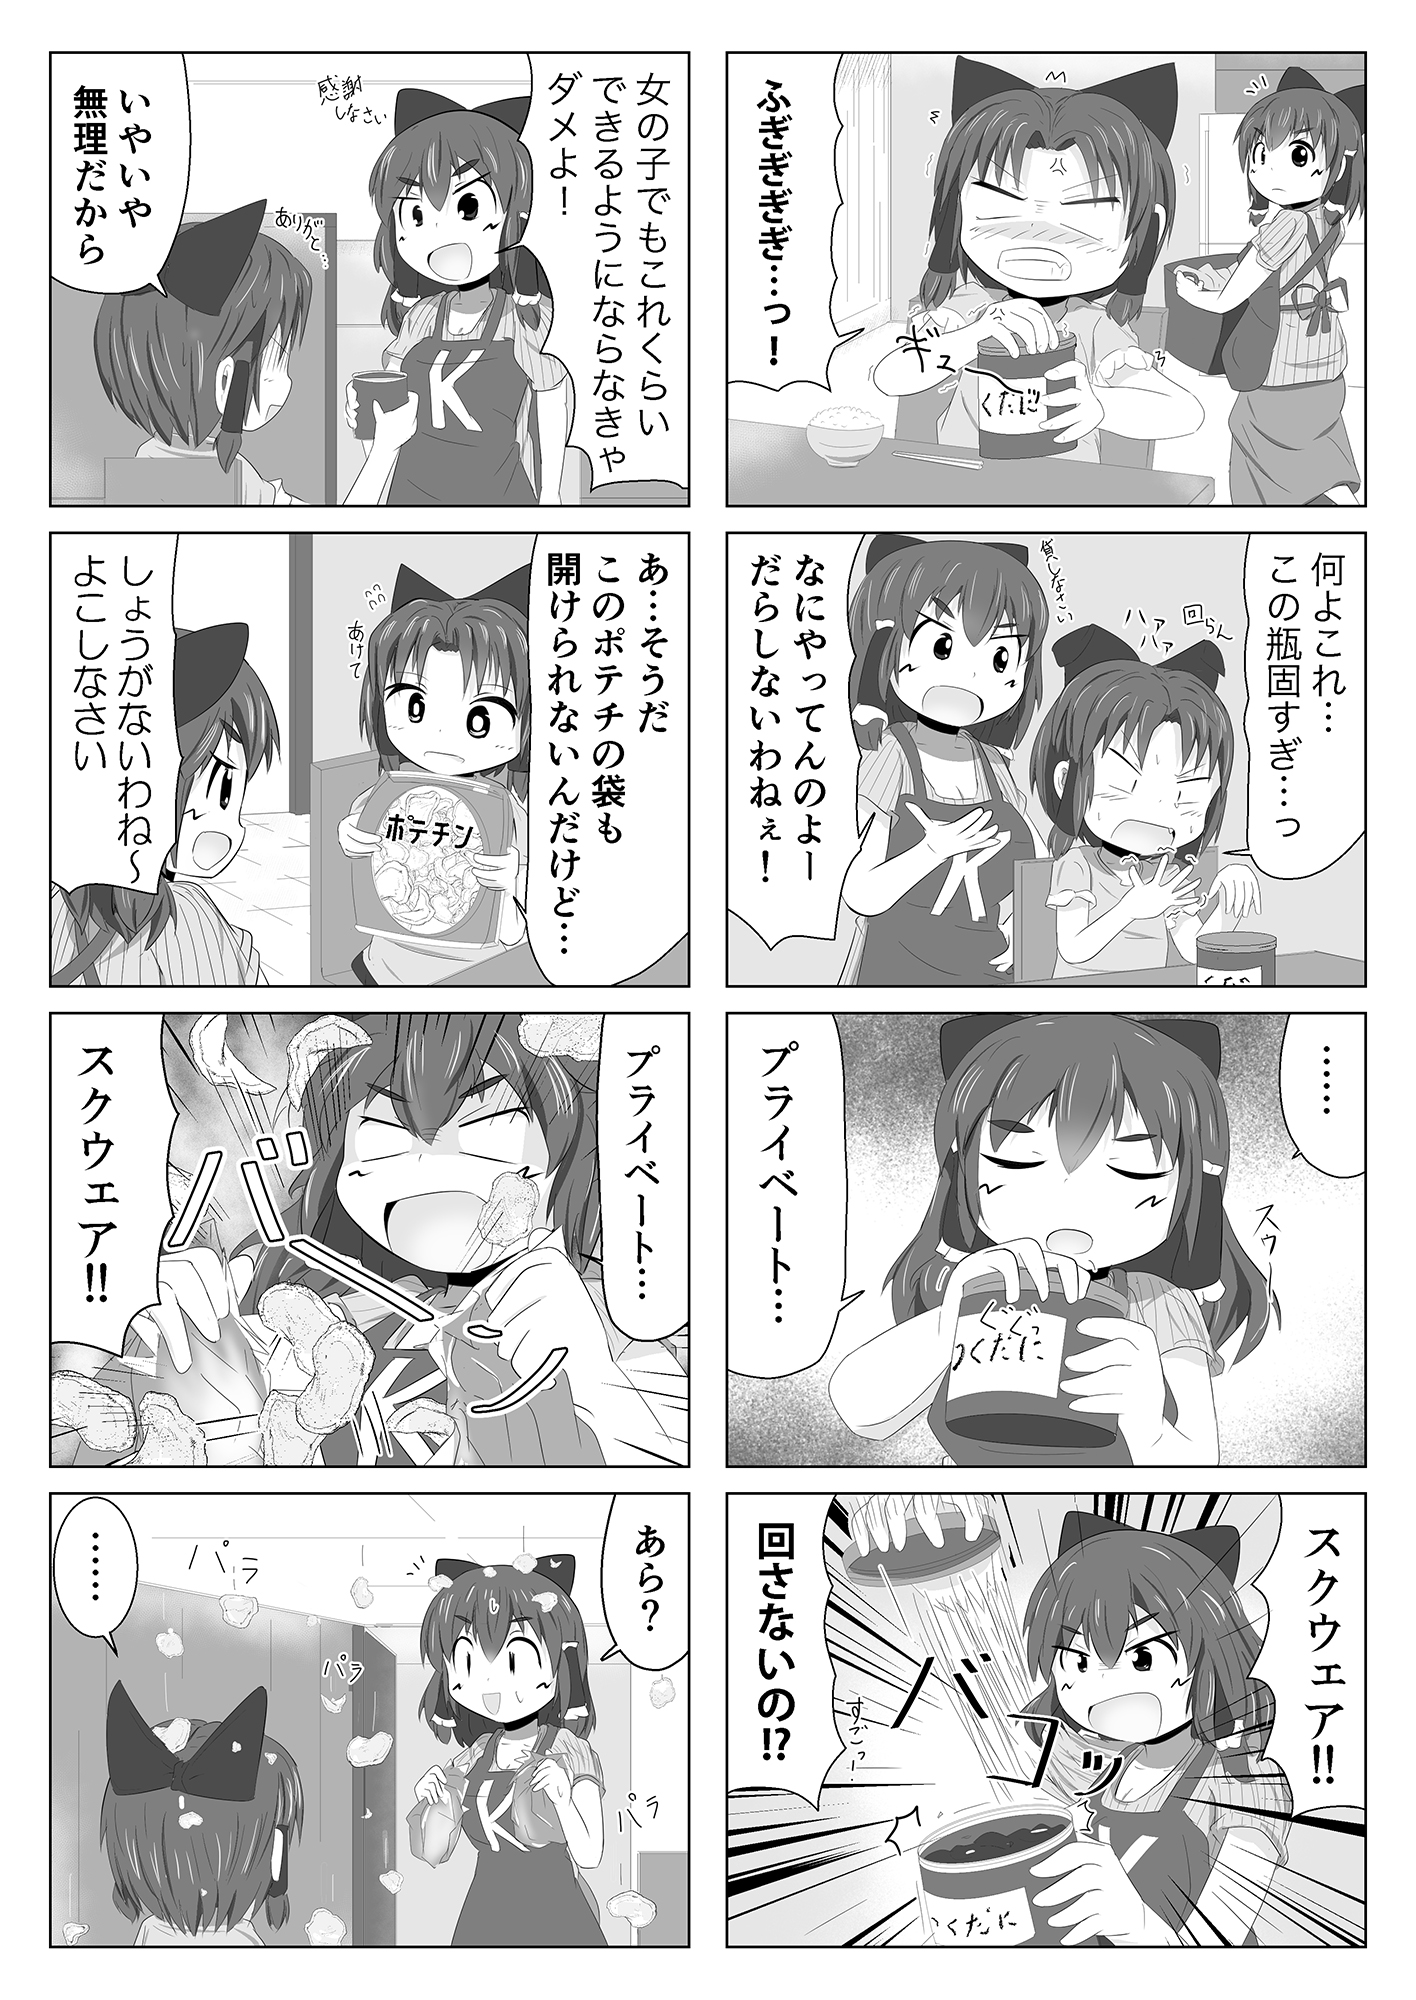 ふぎぎぎぎぎ…っ！
ギュー
くだに
何よこれ…
この瓶固すぎ…っ
回らん
ハァハァ
貸しなさい
なにやってんのよー
だらしないわねぇ！
……
スゥー
プライベート…
ぐぐっ
つくだに
スクウェア!!
バコッ
すごっ…
回さないの!?
つくだに
女の子でもこれくらい
できるようにならなきゃ
ダメよ！
感謝
しなさい
ありがと…
いやいや
無理だから
あ…そうだ
このポテチの袋も
開けられないんだけど…
あけて
ポテチン
しょうがないわね～
よこしなさい
プライベート…
バーン
スクウェア!!
あら？
パラ
パラ
パラ
……